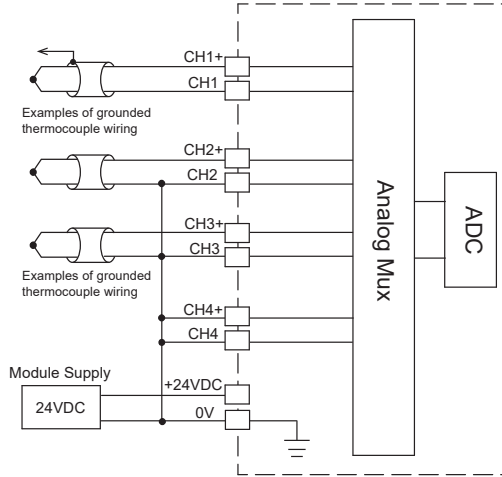 CH1+
CH1
Examples of grounded
thermocouple wiring
CH2+
CH2
CH3+
CH3
Examples of grounded
thermocouple wiring
CH4+
CH4
Module Supply
24VDC
+24VDC
0V
Analog Mux
ADC